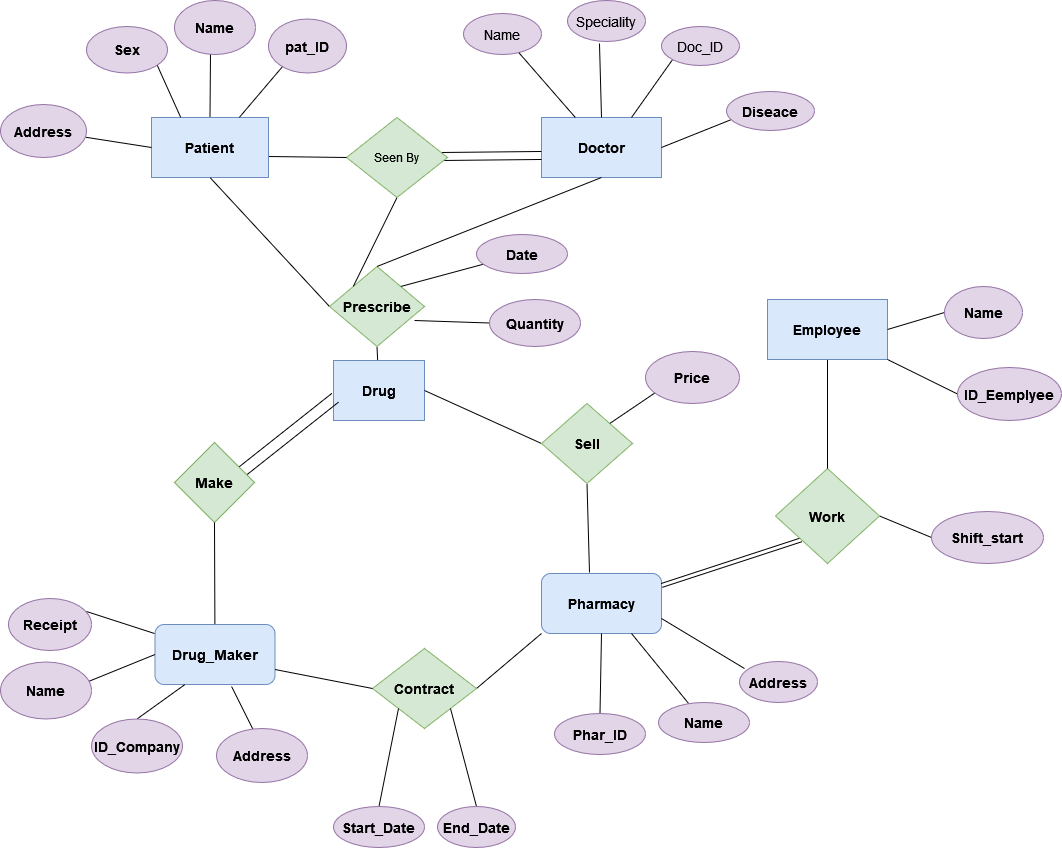 Name
Speciality
Name
Sex
pat_ID
Doc_ID
Diseace
Address
Patient
Seen By
Doctor
Date
Prescribe
Quantity
Name
Employee
Drug
Price
ID_Eemplyee
Sell
Make
Work
Shift_start
Pharmacy
Receipt
Drug_Maker
Name
Contract
Address
Name
Phar_ID
ID_Company
Address
Start_Date
End_Date